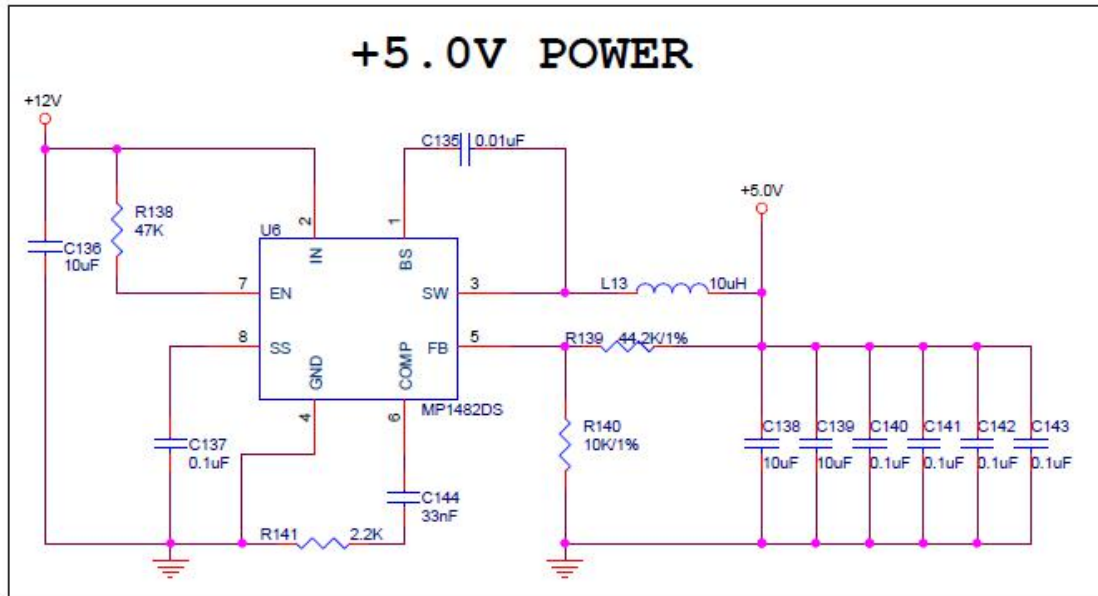 +5.0V POWER
+12V
C135 0.01uF
+5.0V
R138
47K
U6
2
1
C136
10uF
IN
BS
7 EN
SW 3
L13 10uH
8 SS
FB 5
R139 44.2K/1%
GND
COMP
MP1482DS
4
6
C137
0.1uF
R140
10K/1%
C138 C139 C140 C141 C142 C143
10uF 10uF 0.1uF 0.1uF 0.1uF 0.1uF
C144
33nF
R141 2.2K